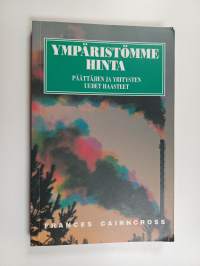 YMPÄRISTÖMME
HINTA
PÄÄTTÄJIEN JA YRITYSTEN
UUDET HAASTEET
FRANCES CAIRNCROSS